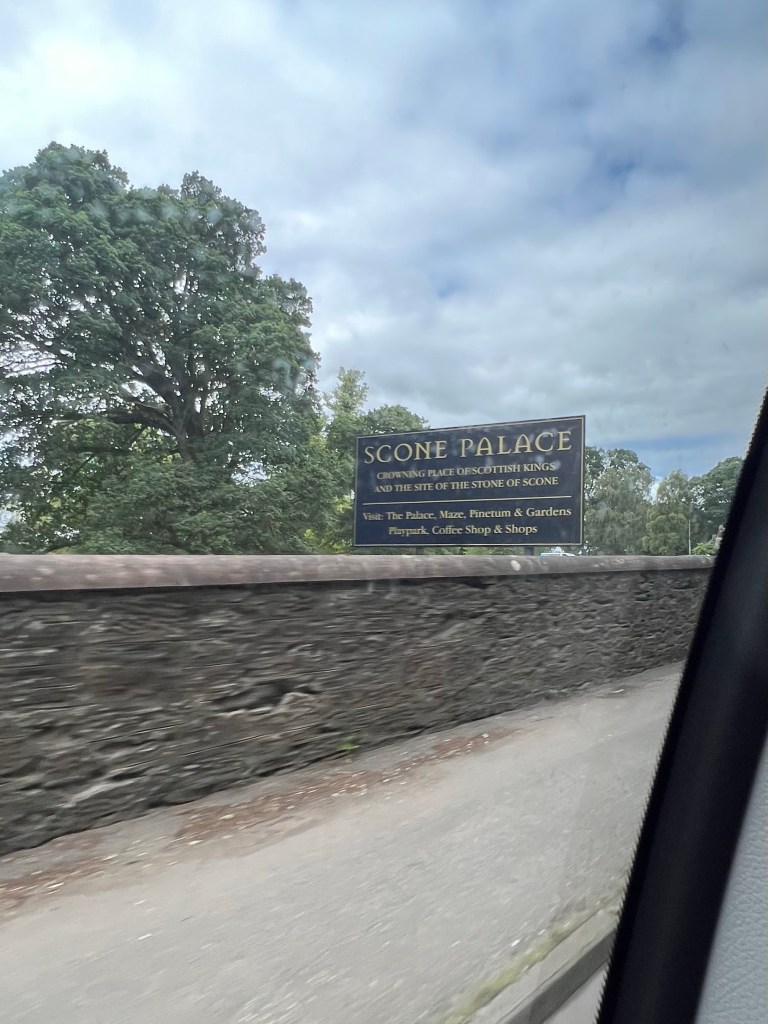 SCONE PALACE
CROWNING PLACE OF SCOTTISH KINGS
AND THE SITE OF THE STONE OF SCONE
Visit: The Palace, Maze, Pinetum & Gardens
Playpark, Coffee Shop & Shops